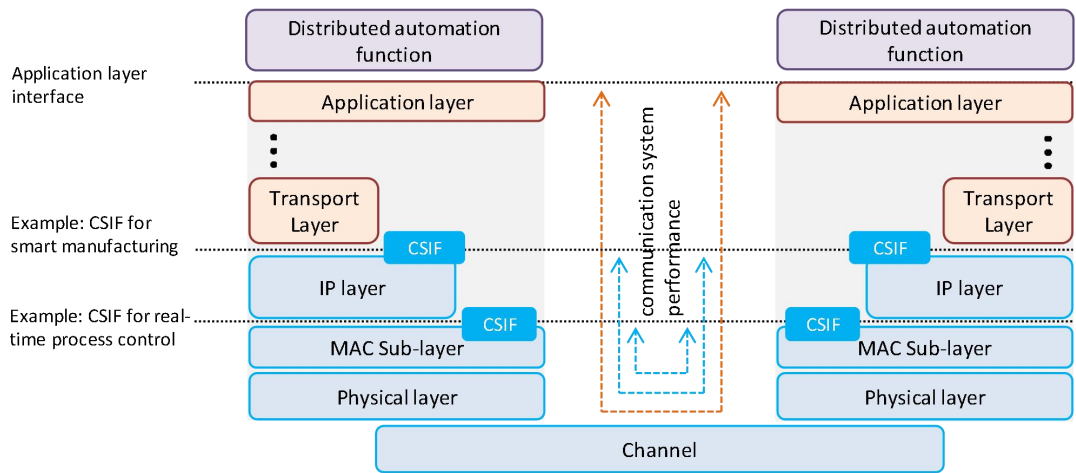 Distributed automation
function
Distributed automation
function
Application layer
interface
Application layer
Application layer
communication system
performance
Transport
Layer
Transport
Layer
Example: CSIF for
smart manufacturing
CSIF
CSIF
IP layer
IP layer
Example: CSIF for real-
time process control
CSIF
CSIF
MAC Sub-layer
MAC Sub-layer
Physical layer
Physical layer
Channel